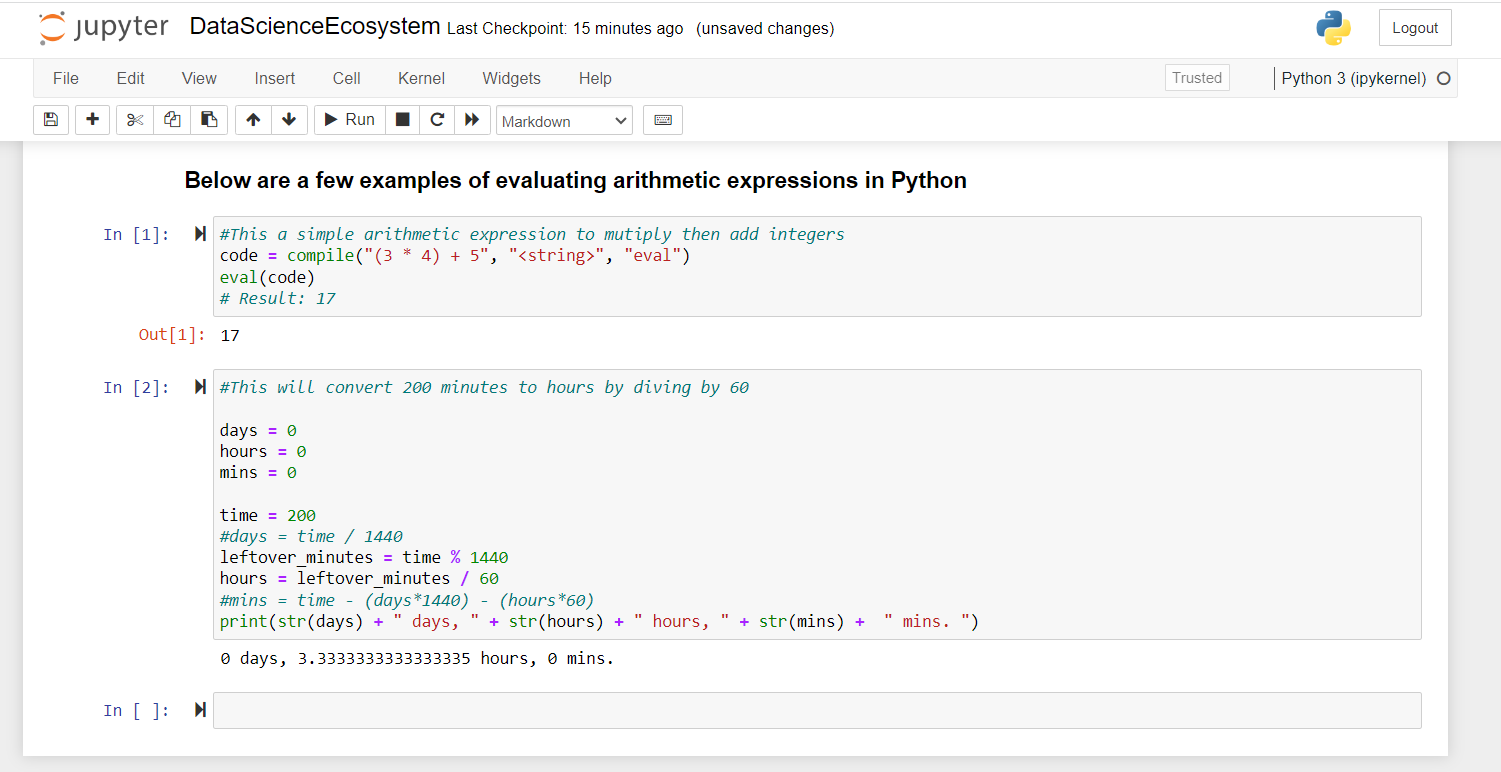 jupyter DataScienceEcosystem Last Checkpoint: 15 minutes ago (unsaved changes) Logout
File Edit View Insert Cell Kernel Widgets Help Trusted Python 3 (ipykernel)
Run Markdown
Below are a few examples of evaluating arithmetic expressions in Python
In [1]: #This a simple arithmetic expression to mutiply then add integers
code = compile("(3 * 4) + 5", "<string>", "eval")
eval(code)
# Result: 17
Out[1]: 17
In [2]: #This will convert 200 minutes to hours by diving by 60
days = 0
hours = 0
mins = 0
time = 200
#days = time / 1440
leftover_minutes = time % 1440
hours = leftover_minutes / 60
#mins = time - (days*1440) - (hours*60)
print(str(days) + " days, " + str(hours) + " hours, " + str(mins) +  " mins. ")
0 days, 3.3333333333333335 hours, 0 mins.
In [ ]: